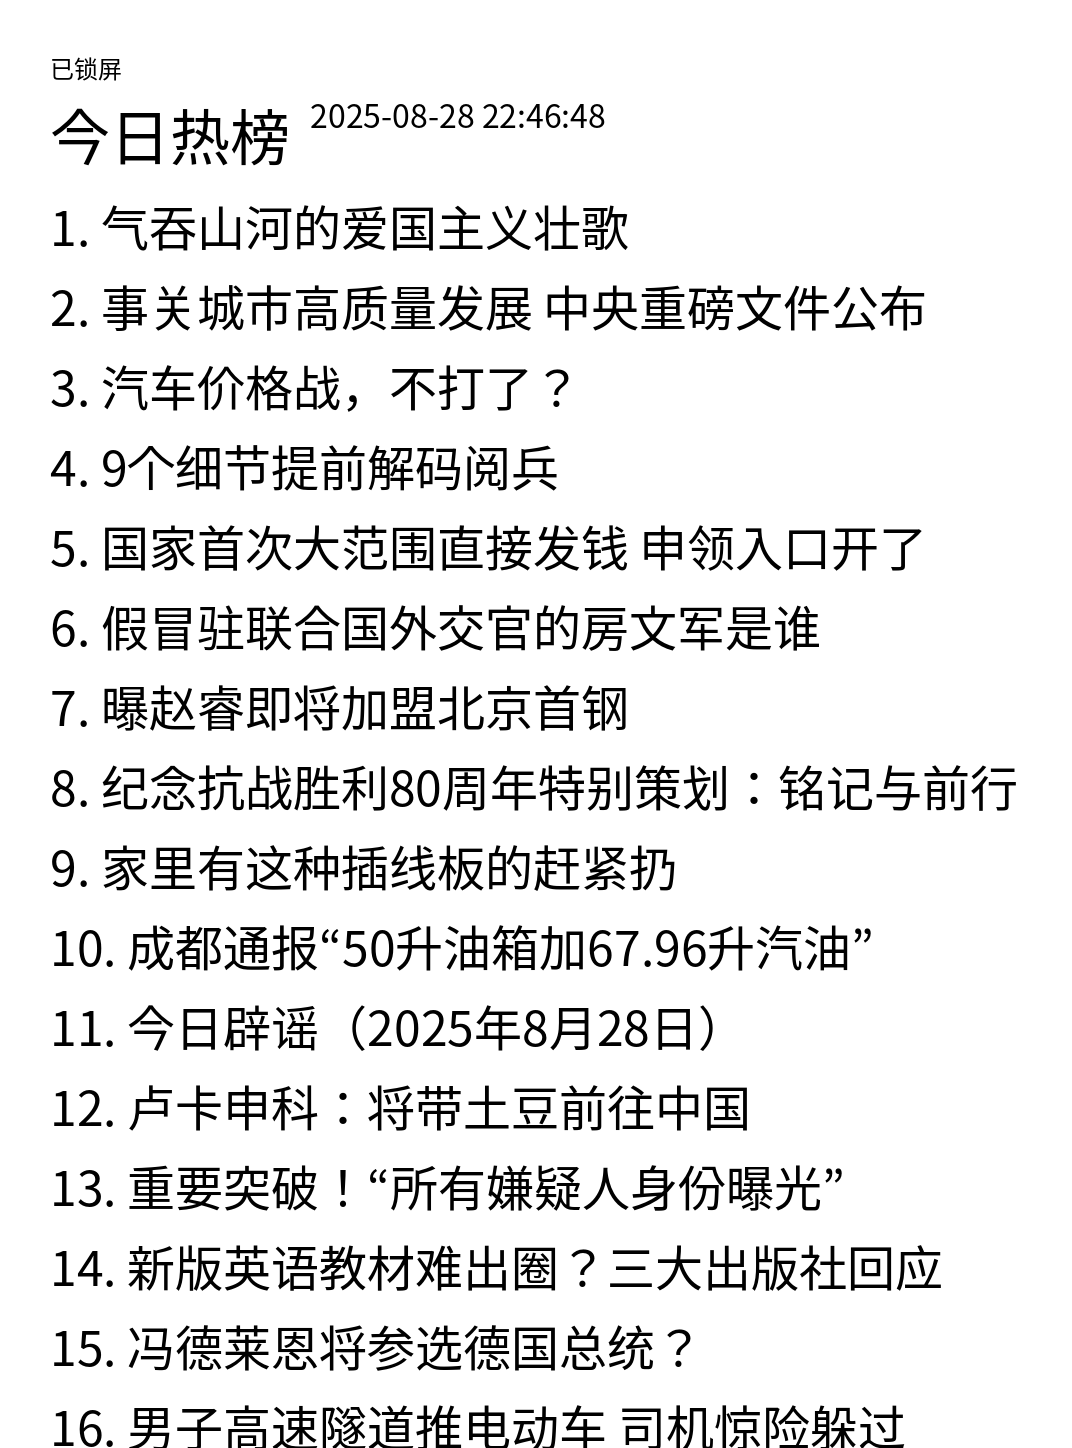 已锁屏
今日热榜 2025-08-28 22:46:48
1. 气吞山河的爱国主义壮歌
2. 事关城市高质量发展 中央重磅文件公布
3. 汽车价格战，不打了？
4. 9个细节提前解码阅兵
5. 国家首次大范围直接发钱 申领入口开了
6. 假冒驻联合国外交官的房文军是谁
7. 曝赵睿即将加盟北京首钢
8. 纪念抗战胜利80周年特别策划：铭记与前行
9. 家里有这种插线板的赶紧扔
10. 成都通报“50升油箱加67.96升汽油”
11. 今日辟谣（2025年8月28日）
12. 卢卡申科：将带土豆前往中国
13. 重要突破！“所有嫌疑人身份曝光”
14. 新版英语教材难出圈？三大出版社回应
15. 冯德莱恩将参选德国总统？
16. 男子高速隧道推电动车 司机惊险躲过